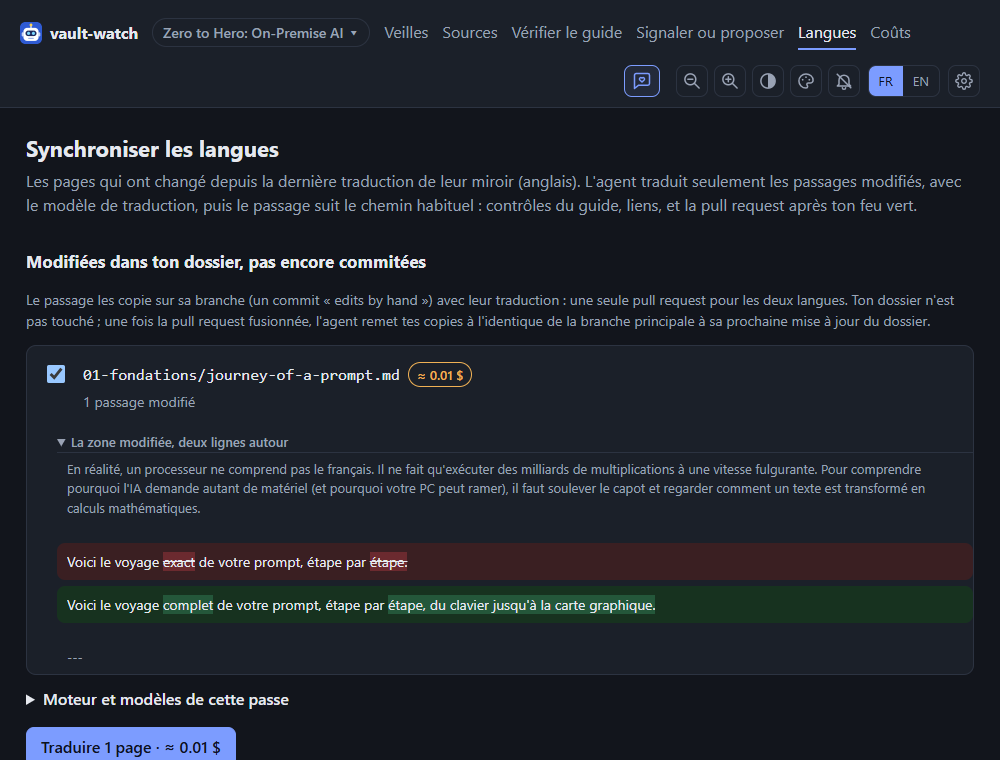 vault-watch
Zero to Hero: On-Premise AI
Veilles
Sources
Vérifier le guide
Signaler ou proposer
Langues
Coûts
FR
EN
Synchroniser les langues
Les pages qui ont changé depuis la dernière traduction de leur miroir (anglais). L'agent traduit seulement les passages modifiés, avec
le modèle de traduction, puis le passage suit le chemin habituel : contrôles du guide, liens, et la pull request après ton feu vert.
Modifiées dans ton dossier, pas encore commitées
Le passage les copie sur sa branche (un commit « edits by hand ») avec leur traduction : une seule pull request pour les deux langues. Ton dossier n'est
pas touché ; une fois la pull request fusionnée, l'agent remet tes copies à l'identique de la branche principale à sa prochaine mise à jour du dossier.
01-fondations/journey-of-a-prompt.md ≈ 0.01 $
1 passage modifié
La zone modifiée, deux lignes autour
En réalité, un processeur ne comprend pas le français. Il ne fait qu'exécuter des milliards de multiplications à une vitesse fulgurante. Pour comprendre
pourquoi l'IA demande autant de matériel (et pourquoi votre PC peut ramer), il faut soulever le capot et regarder comment un texte est transformé en
calculs mathématiques.
Voici le voyage exact de votre prompt, étape par étape.
Voici le voyage complet de votre prompt, étape par étape, du clavier jusqu'à la carte graphique.
---
Moteur et modèles de cette passe
Traduire 1 page · ≈ 0.01 $